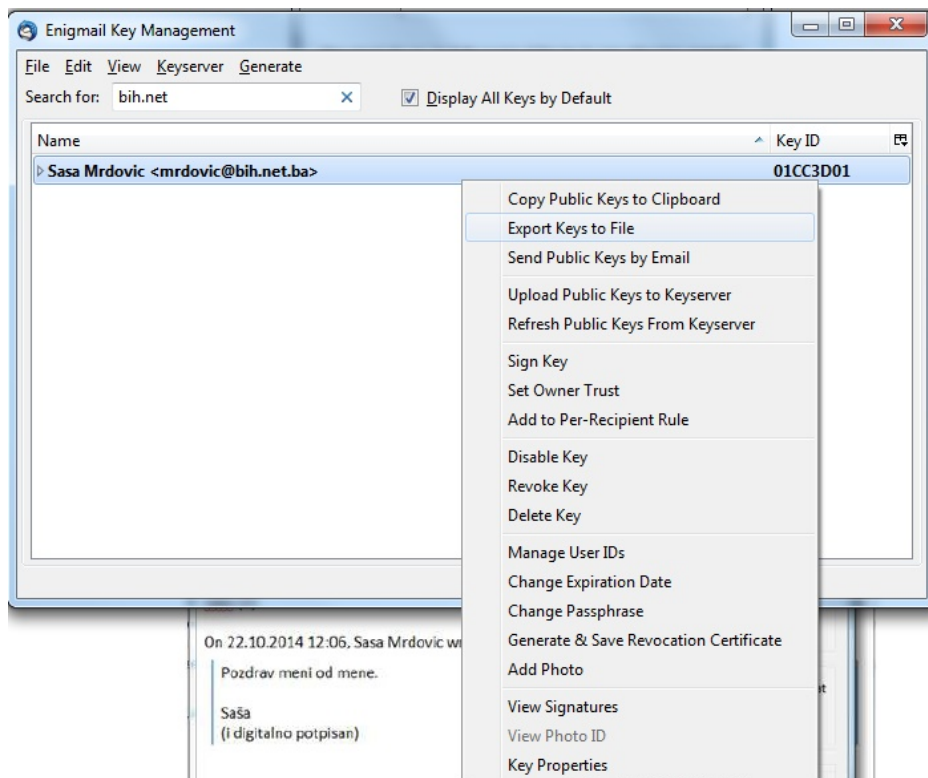 Enigmail Key Management
File Edit View Keyserver Generate
Search for: bih.net Display All Keys by Default
Name Key ID
Sasa Mrdovic <mrdovic@bih.net.ba> 01CC3D01
Copy Public Keys to Clipboard
Export Keys to File
Send Public Keys by Email
Upload Public Keys to Keyserver
Refresh Public Keys From Keyserver
Sign Key
Set Owner Trust
Add to Per-Recipient Rule
Disable Key
Revoke Key
Delete Key
Manage User IDs
Change Expiration Date
Change Passphrase
Generate & Save Revocation Certificate
Add Photo
View Signatures
View Photo ID
Key Properties
On 22.10.2014 12:06, Sasa Mrdovic
Pozdrav meni od mene.
Saša
(i digitalno potpisan)